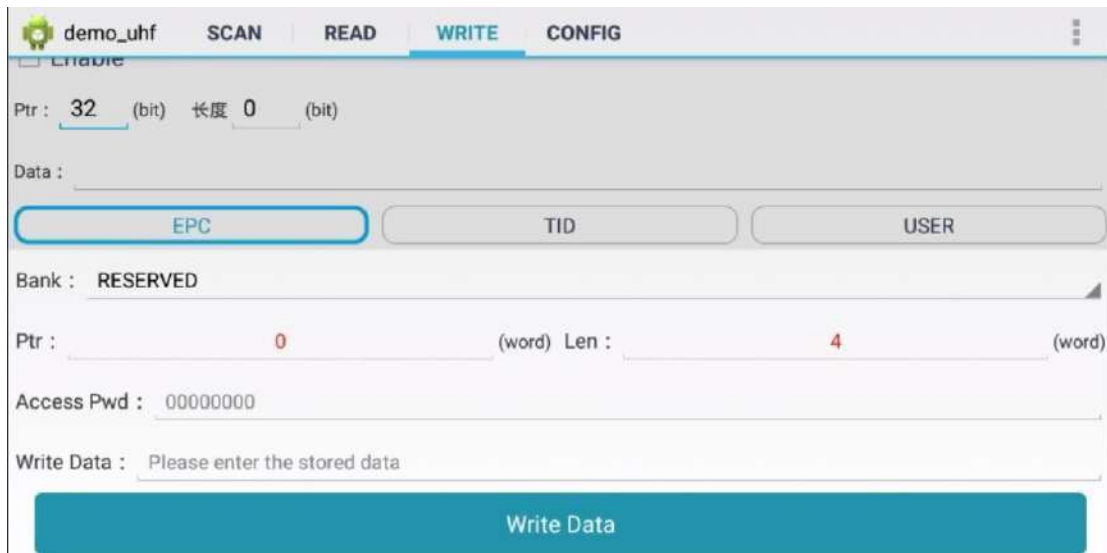 demo_uhf SCAN READ WRITE CONFIG
Enable
Ptr : 32 (bit) 长度 0 (bit)
Data :
EPC TID USER
Bank : RESERVED
Ptr : 0 (word) Len : 4 (word)
Access Pwd : 00000000
Write Data : Please enter the stored data
Write Data